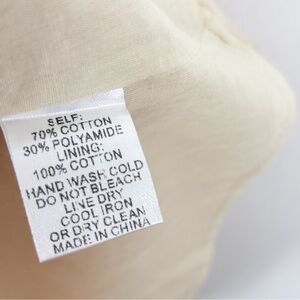 SELF:
70% COTTON
30% POLYAMIDE
LINING:
100% COTTON
HAND WASH COLD
DO NOT BLEACH
LINE DRY
COOL IRON
OR DRY CLEAN
MADE IN CHINA